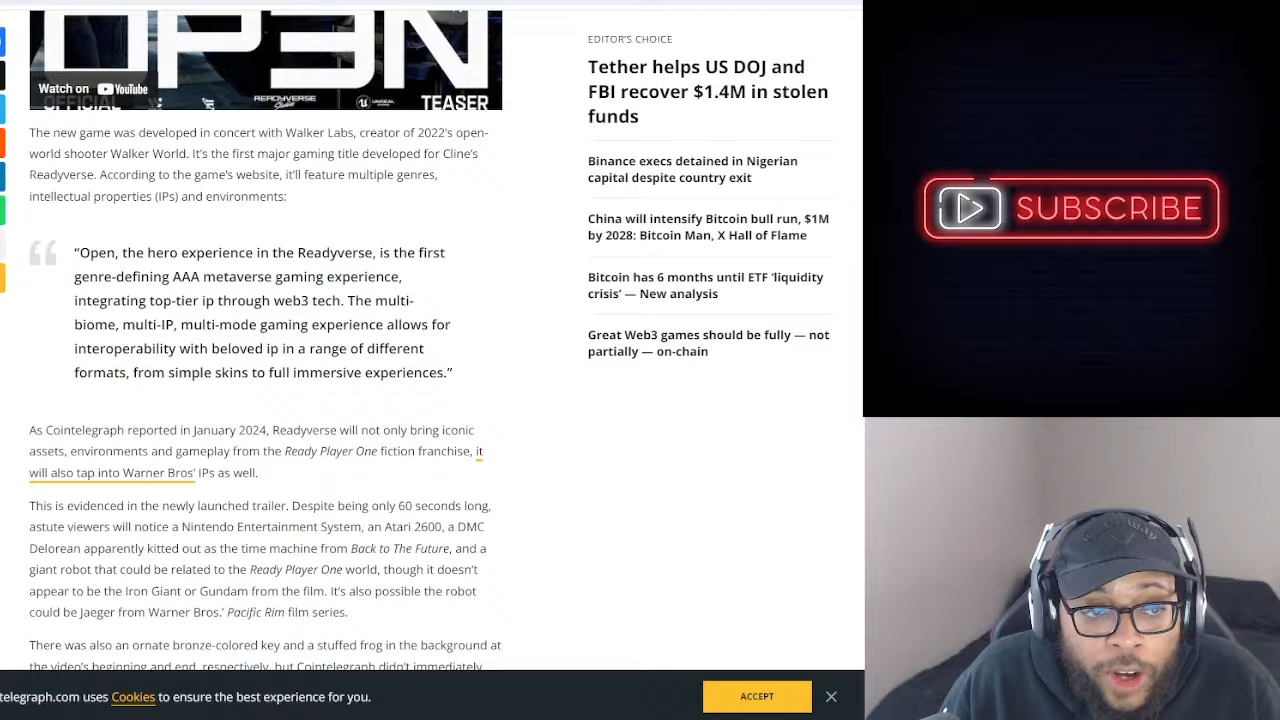 OP3N
Watch on YouTube
OFFICIAL
READYVERSE
UNREAL
TEASER
The new game was developed in concert with Walker Labs, creator of 2022's open-
world shooter Walker World. It's the first major gaming title developed for Cline's
Readyverse. According to the game's website, it'll feature multiple genres,
intellectual properties (IPs) and environments:
“Open, the hero experience in the Readyverse, is the first
genre-defining AAA metaverse gaming experience,
integrating top-tier ip through web3 tech. The multi-
biome, multi-IP, multi-mode gaming experience allows for
interoperability with beloved ip in a range of different
formats, from simple skins to full immersive experiences.”
As Cointelegraph reported in January 2024, Readyverse will not only bring iconic
assets, environments and gameplay from the Ready Player One fiction franchise, it
will also tap into Warner Bros' IPs as well.
This is evidenced in the newly launched trailer. Despite being only 60 seconds long,
astute viewers will notice a Nintendo Entertainment System, an Atari 2600, a DMC
Delorean apparently kitted out as the time machine from Back to The Future, and a
giant robot that could be related to the Ready Player One world, though it doesn't
appear to be the Iron Giant or Gundam from the film. It's also possible the robot
could be Jaeger from Warner Bros.' Pacific Rim film series.
There was also an ornate bronze-colored key and a stuffed frog in the background at
the video's beginning and end, respectively, but Cointelegraph didn't immediately
EDITOR'S CHOICE
Tether helps US DOJ and
FBI recover $1.4M in stolen
funds
Binance execs detained in Nigerian
capital despite country exit
China will intensify Bitcoin bull run, $1M
by 2028: Bitcoin Man, X Hall of Fame
Bitcoin has 6 months until ETF ‘liquidity
crisis’ — New analysis
Great Web3 games should be fully — not
partially — on-chain
SUBSCRIBE
telegraph.com uses Cookies to ensure the best experience for you.
ACCEPT